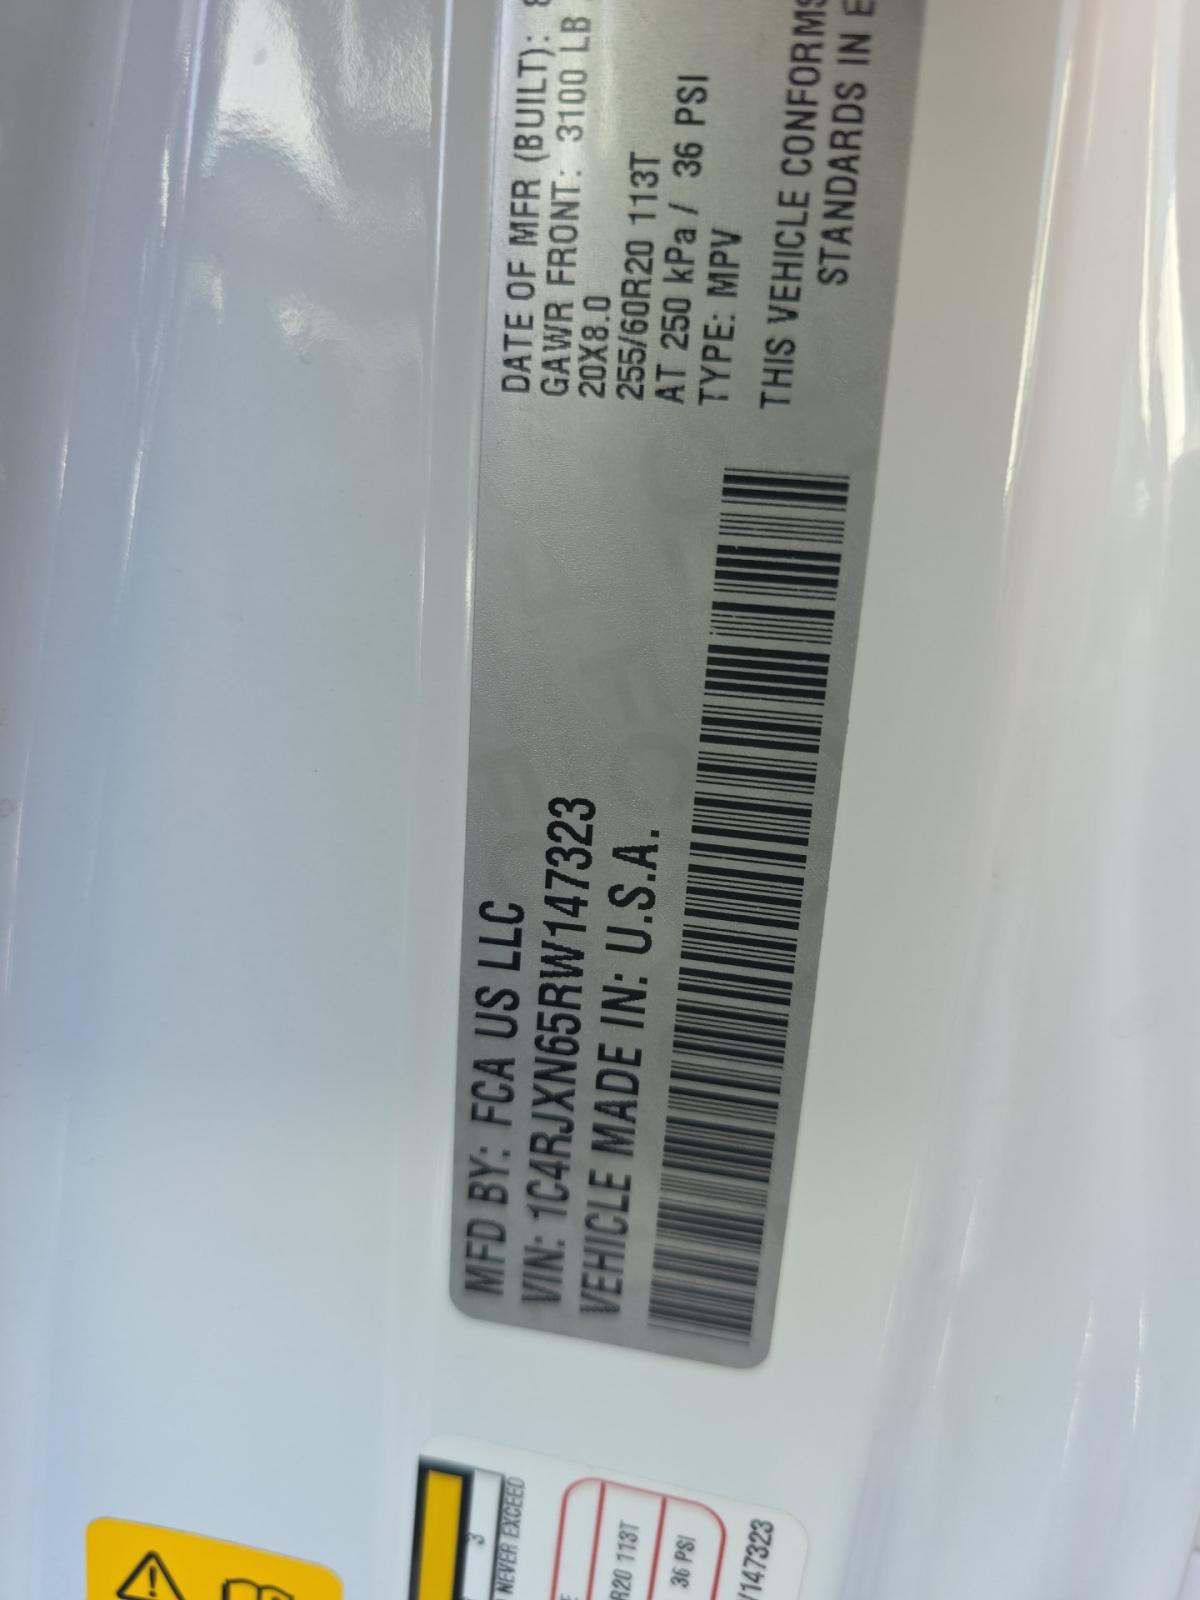 MFD BY: FCA US LLC
VIN: 1C4RJXN65RW147323
VEHICLE MADE IN: U.S.A.
DATE OF MFR (BUILT):
GAWR FRONT: 3100 LB
20X8.0
255/60R20 113T
AT 250 kPa / 36 PSI
TYPE: MPV
THIS VEHICLE CONFORMS
STANDARDS IN E
3
NEVER EXCEED
R20 113T
36 PSI
147323